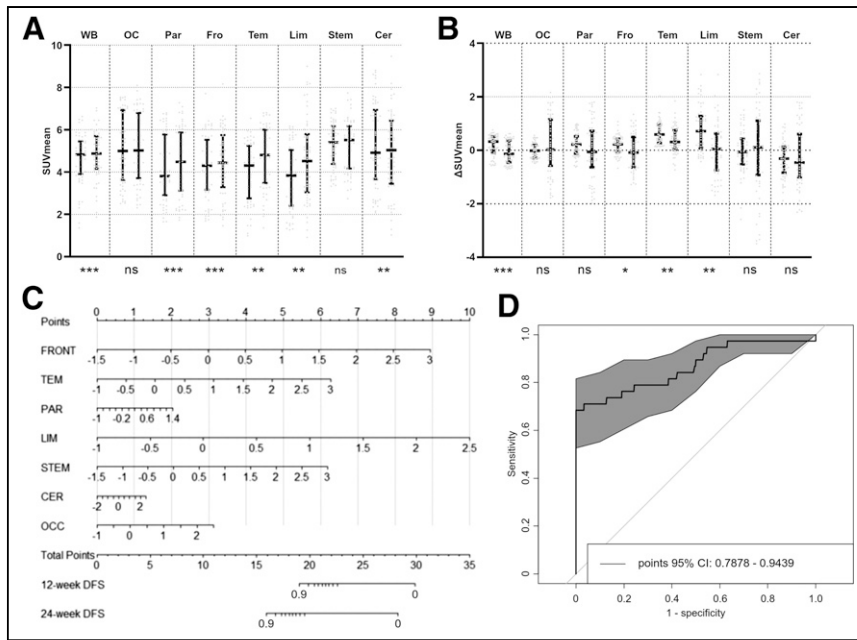 A
WB OC Par Fro Tem Lim Stem Cer
10
8
6
4
2
0
SUVmean
*** ns *** *** ** ** ns **
B
WB OC Par Fro Tem Lim Stem Cer
4
2
0
-2
-4
ΔSUVmean
*** ns ns * ** ** ns ns
C
Points 0 1 2 3 4 5 6 7 8 9 10
FRONT
-1.5 -1 -0.5 0 0.5 1 1.5 2 2.5 3
TEM
-1 -0.5 0 0.5 1 1.5 2 2.5 3
PAR
-1 -0.2 0.6 1.4
LIM
-1 -0.5 0 0.5 1 1.5 2 2.5
STEM
-1.5 -1 -0.5 0 0.5 1 1.5 2 2.5 3
CER
-2 0 2
OCC
-1 0 1 2
Total Points
0 5 10 15 20 25 30 35
12-week DFS
0.9 0
24-week DFS
0.9 0
D
1.0
0.8
0.6
0.4
0.2
0
Sensitivity
points 95% CI: 0.7878 - 0.9439
0 0.2 0.4 0.6 0.8 1.0
1 - specificity